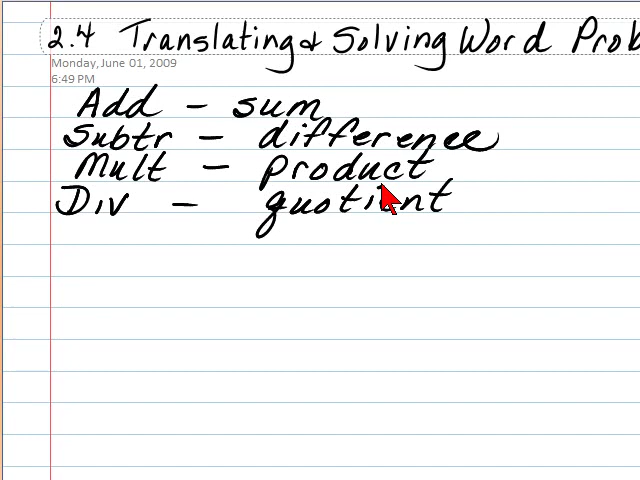 2.4 Translating & Solving Word Prob
Monday, June 01, 2009
6:49 PM
Add - sum
Subtr - difference
Mult - product
Div - quotient